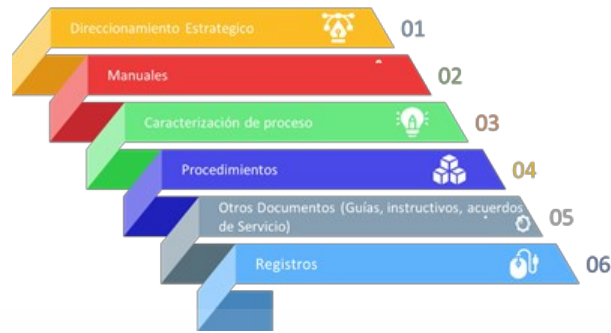 Direccionamiento Estrategico 01
Manuales 02
Caracterización de proceso 03
Procedimientos 04
Otros Documentos (Guías, instructivos, acuerdos
de Servicio) 05
Registros 06